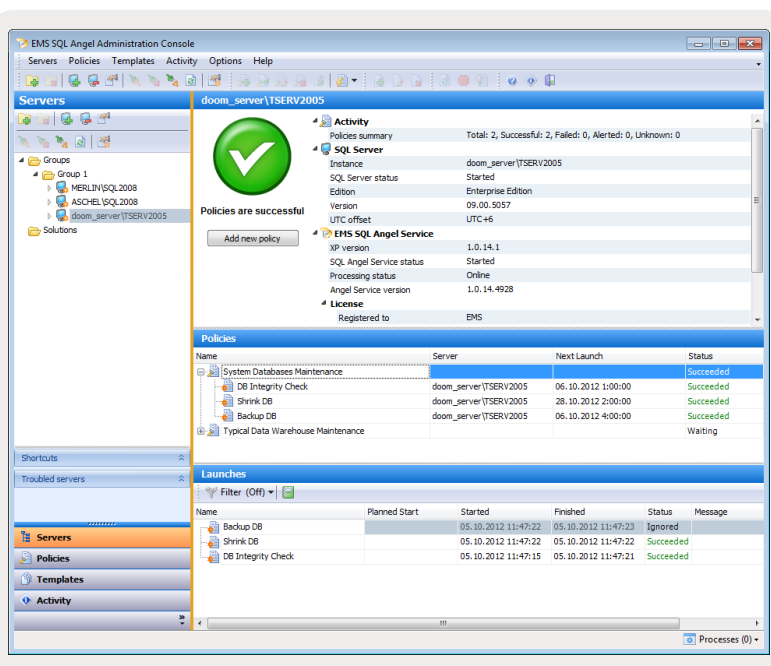 EMS SQL Angel Administration Console
Servers Policies Templates Activity Options Help
Servers
Groups
Group 1
MERLIN\SQL2008
ASCHEL\SQL2008
doom_server\TSERV2005
Solutions
Shortcuts
Troubled servers
Servers
Policies
Templates
Activity
doom_server\TSERV2005
Policies are successful
Add new policy
Activity
Policies summary Total: 2, Successful: 2, Failed: 0, Alerted: 0, Unknown: 0
SQL Server
Instance doom_server\TSERV2005
SQL Server status Started
Edition Enterprise Edition
Version 09.00.5057
UTC offset UTC+6
EMS SQL Angel Service
XP version 1.0.14.1
SQL Angel Service status Started
Processing status Online
Angel Service version 1.0.14.4928
License
Registered to EMS
Policies
Name Server Next Launch Status
System Databases Maintenance Succeeded
DB Integrity Check doom_server\TSERV2005 06.10.2012 1:00:00 Succeeded
Shrink DB doom_server\TSERV2005 28.10.2012 2:00:00 Succeeded
Backup DB doom_server\TSERV2005 06.10.2012 4:00:00 Succeeded
Typical Data Warehouse Maintenance Waiting
Launches
Filter (Off)
Name Planned Start Started Finished Status Message
Backup DB 05.10.2012 11:47:22 05.10.2012 11:47:23 Ignored
Shrink DB 05.10.2012 11:47:22 05.10.2012 11:47:22 Succeeded
DB Integrity Check 05.10.2012 11:47:15 05.10.2012 11:47:21 Succeeded
Processes (0)